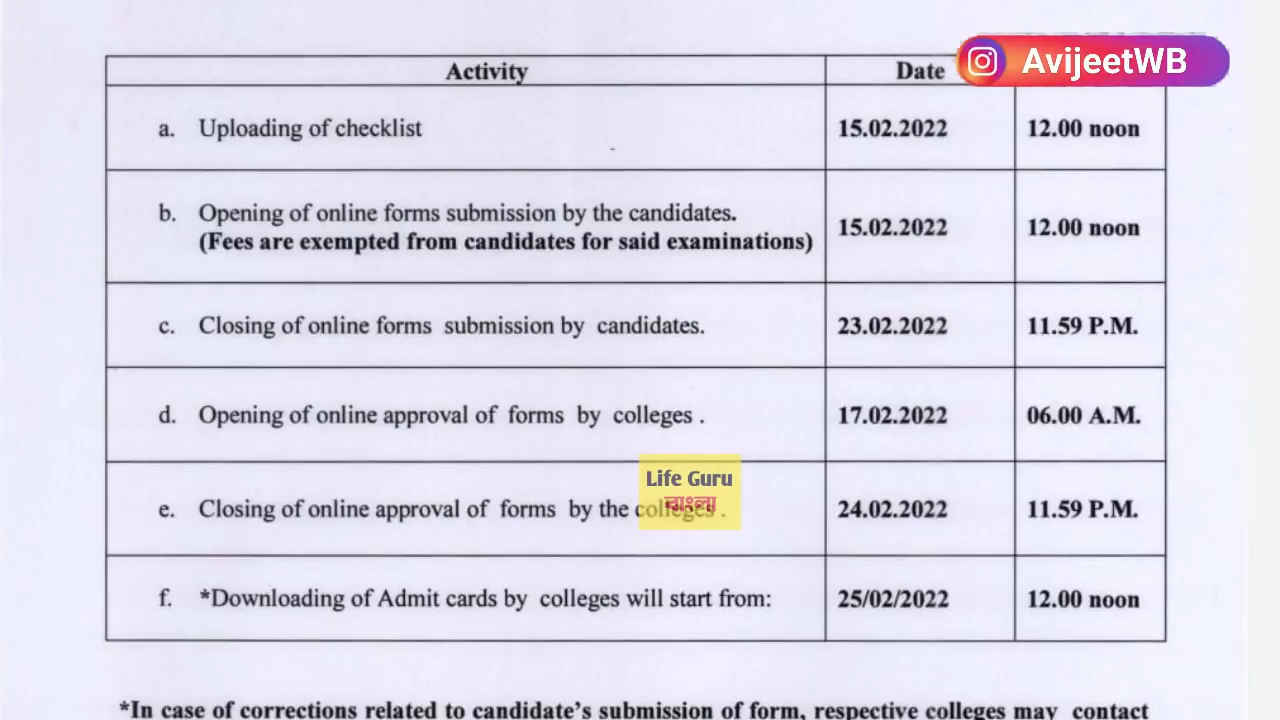 AvijeetWB
Activity Date
a. Uploading of checklist 15.02.2022 12.00 noon
b. Opening of online forms submission by the candidates.
(Fees are exempted from candidates for said examinations) 15.02.2022 12.00 noon
c. Closing of online forms submission by candidates. 23.02.2022 11.59 P.M.
d. Opening of online approval of forms by colleges . 17.02.2022 06.00 A.M.
Life Guru
বাংলা
e. Closing of online approval of forms by the colleges . 24.02.2022 11.59 P.M.
f. *Downloading of Admit cards by colleges will start from: 25/02/2022 12.00 noon
*In case of corrections related to candidate's submission of form, respective colleges may contact